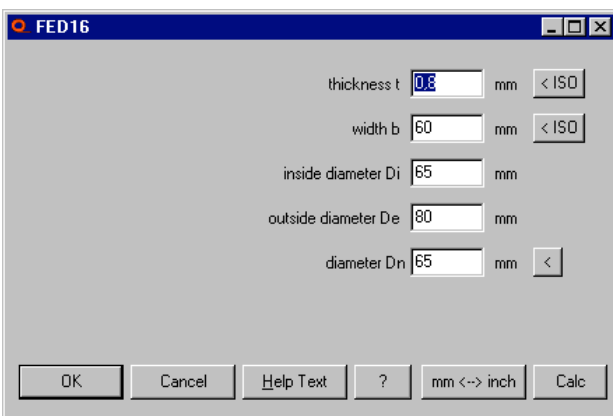 FED16
thickness t 0,8 mm < ISO
width b 60 mm < ISO
inside diameter Di 65 mm
outside diameter De 80 mm
diameter Dn 65 mm <
OK Cancel Help Text ? mm <--> inch Calc